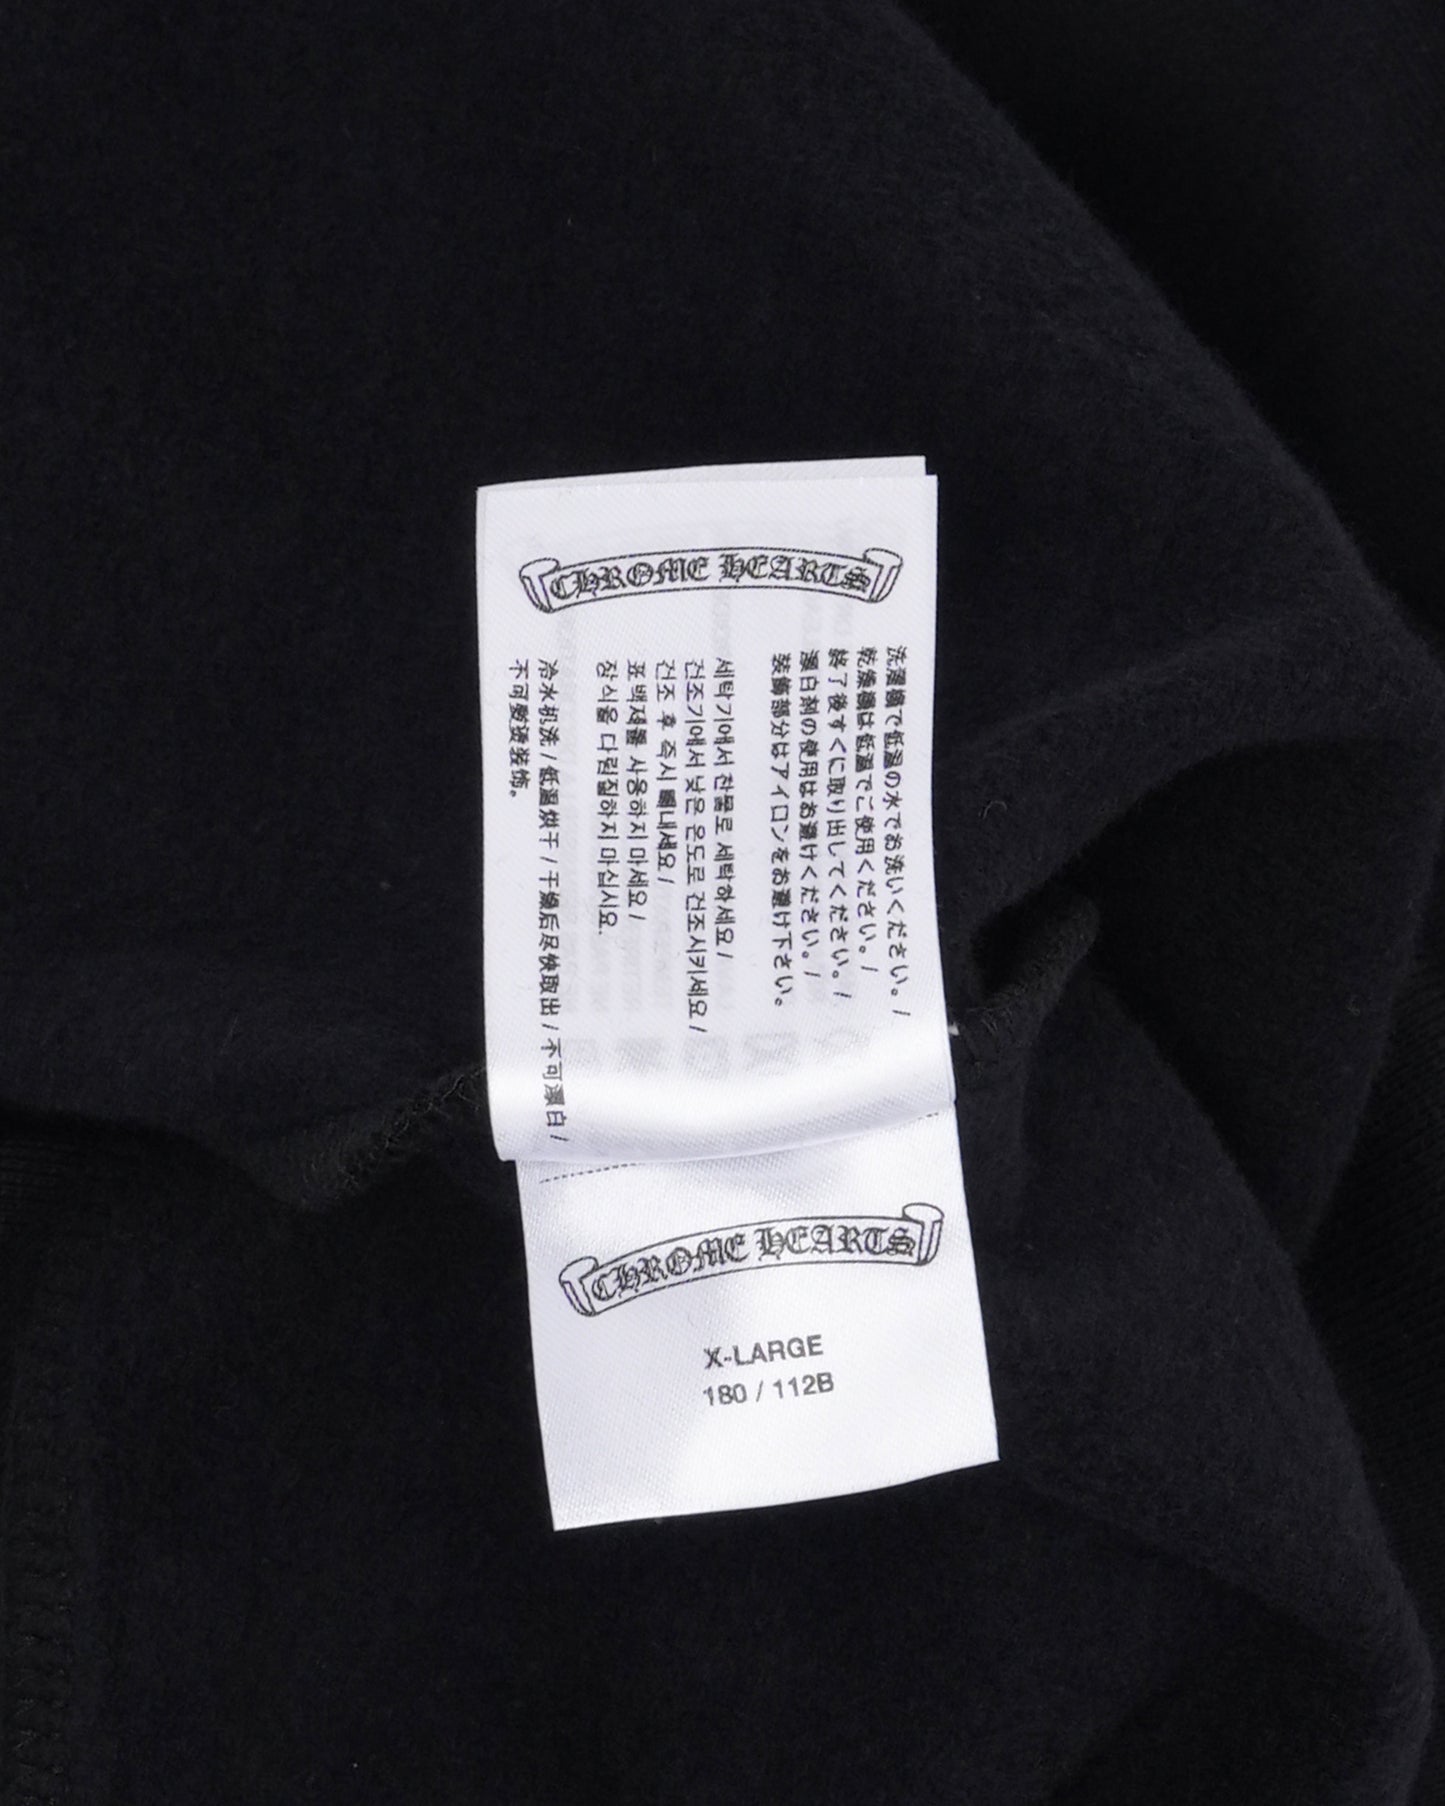 CHROME HEARTS
洗濯機で低温の水でお洗いください。/
乾燥機は低温でご使用ください。/
終了後すぐに取り出してください。/
漂白剤の使用はお避けください。/
装飾部分はアイロンをお避け下さい。
세탁기에서 찬물로 세탁하세요 /
건조기에서 낮은 온도로 건조시키세요 /
건조 후 즉시 꺼내세요 /
표백제를 사용하지 마세요 /
장식을 다림질하지 마십시요.
冷水机洗 / 低温烘干 / 干燥后尽快取出 / 不可漂白 /
不可熨烫装饰。
CHROME HEARTS
X-LARGE
180 / 112B